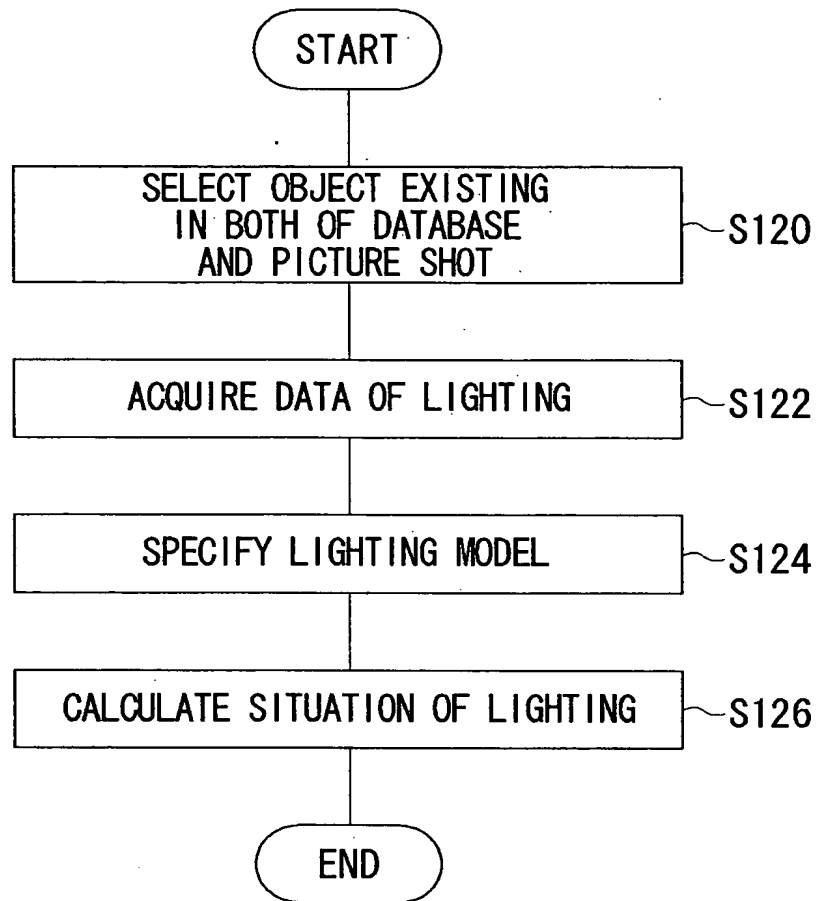 START
SELECT OBJECT EXISTING
IN BOTH OF DATABASE
AND PICTURE SHOT
S120
ACQUIRE DATA OF LIGHTING
S122
SPECIFY LIGHTING MODEL
S124
CALCULATE SITUATION OF LIGHTING
S126
END